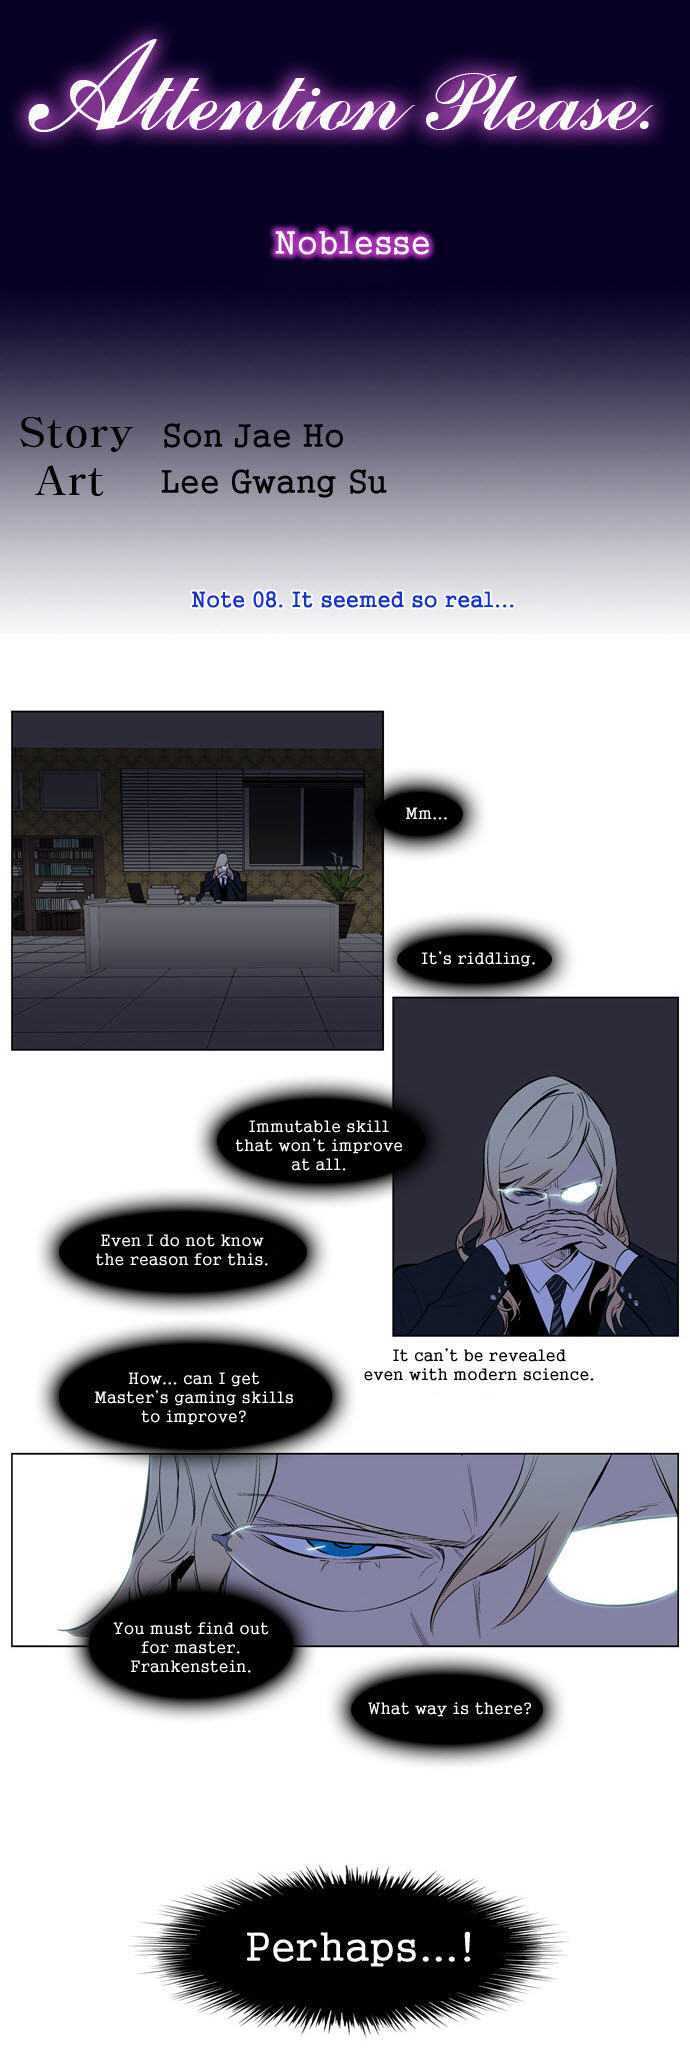 Attention Please.
Noblesse
Story Son Jae Ho
Art Lee Gwang Su
Note 08. It seemed so real...
Mm...
It's riddling.
Immutable skill
that won't improve
at all.
Even I do not know
the reason for this.
It can't be revealed
even with modern science.
How... can I get
Master's gaming skills
to improve?
You must find out
for master.
Frankenstein.
What way is there?
Perhaps...!